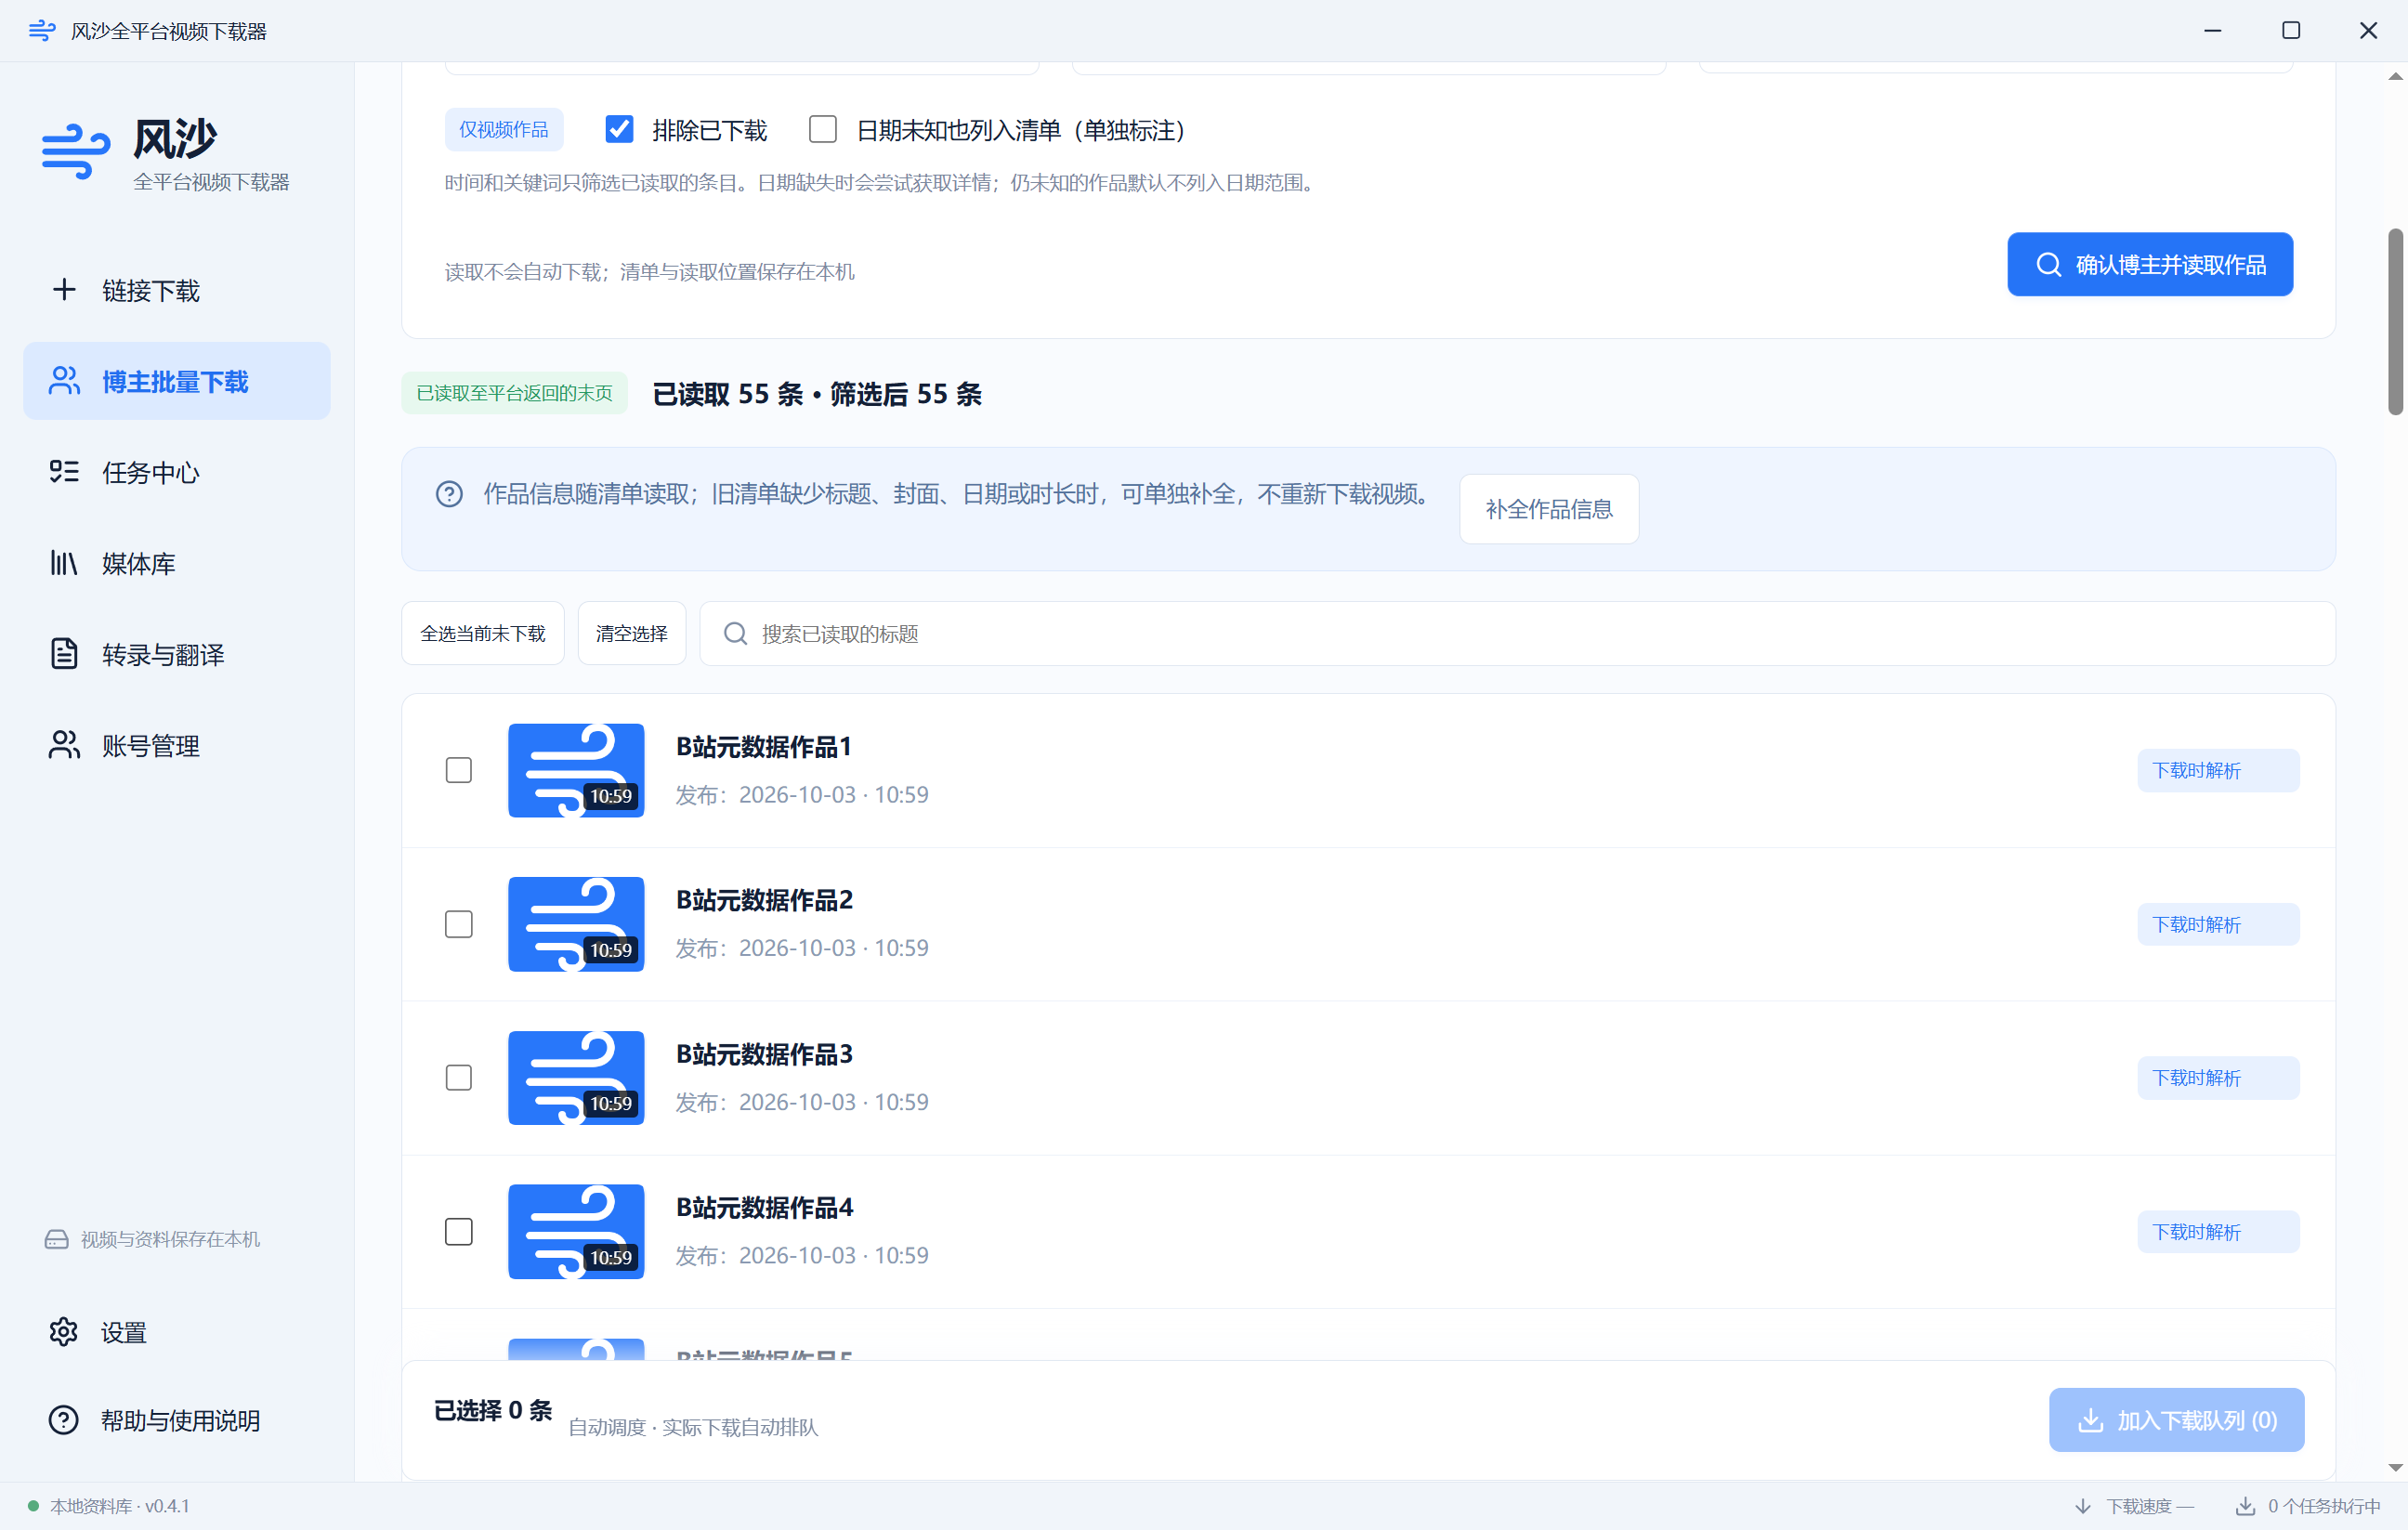 风沙全平台视频下载器
风沙
全平台视频下载器
链接下载
博主批量下载
任务中心
媒体库
转录与翻译
账号管理
视频与资料保存在本机
设置
帮助与使用说明
仅视频作品 排除已下载 日期未知也列入清单（单独标注）
时间和关键词只筛选已读取的条目。日期缺失时会尝试获取详情；仍未知的作品默认不列入日期范围。
读取不会自动下载；清单与读取位置保存在本机
确认博主并读取作品
已读取至平台返回的末页 已读取 55 条 • 筛选后 55 条
作品信息随清单读取；旧清单缺少标题、封面、日期或时长时，可单独补全，不重新下载视频。
补全作品信息
全选当前未下载 清空选择 搜索已读取的标题
B站元数据作品1
10:59
发布：2026-10-03 · 10:59
下载时解析
B站元数据作品2
10:59
发布：2026-10-03 · 10:59
下载时解析
B站元数据作品3
10:59
发布：2026-10-03 · 10:59
下载时解析
B站元数据作品4
10:59
发布：2026-10-03 · 10:59
下载时解析
B站元数据作品5
已选择 0 条 自动调度 · 实际下载自动排队
加入下载队列 (0)
本地资料库 · v0.4.1
下载速度 — 0 个任务执行中